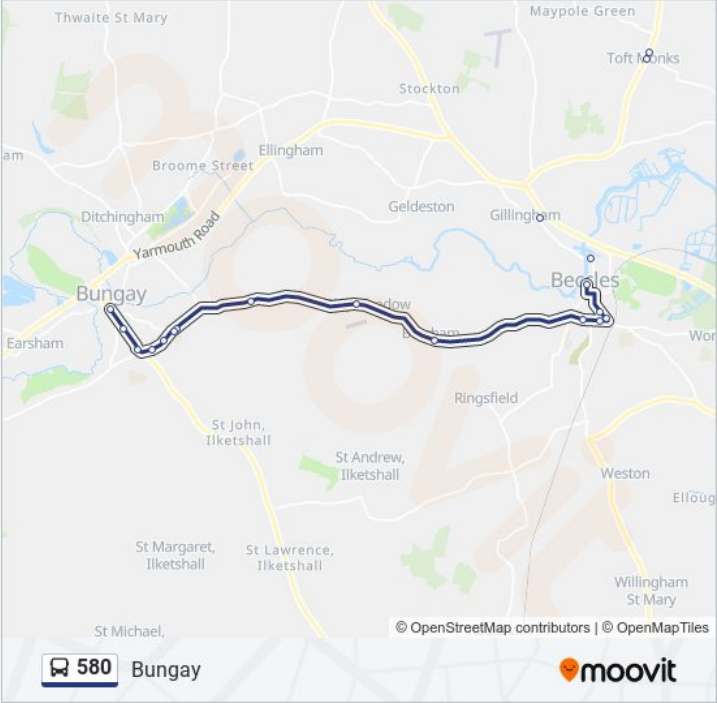 Thwaite St Mary
Maypole Green
Toft Monks
Stockton
am
Ellingham
Broome Street
Geldeston
Ditchingham
Gillingham
Yarmouth Road
Beccles
Bungay
Earsham
Ringsfield
St John,
Ilketshall
St Andrew,
Ilketshall
Weston
Elloug
St Margaret,
Ilketshall
St Lawrence,
Ilketshall
Willingham
St Mary
St Michael,
© OpenStreetMap contributors | © OpenMapTiles
580 Bungay
moovit